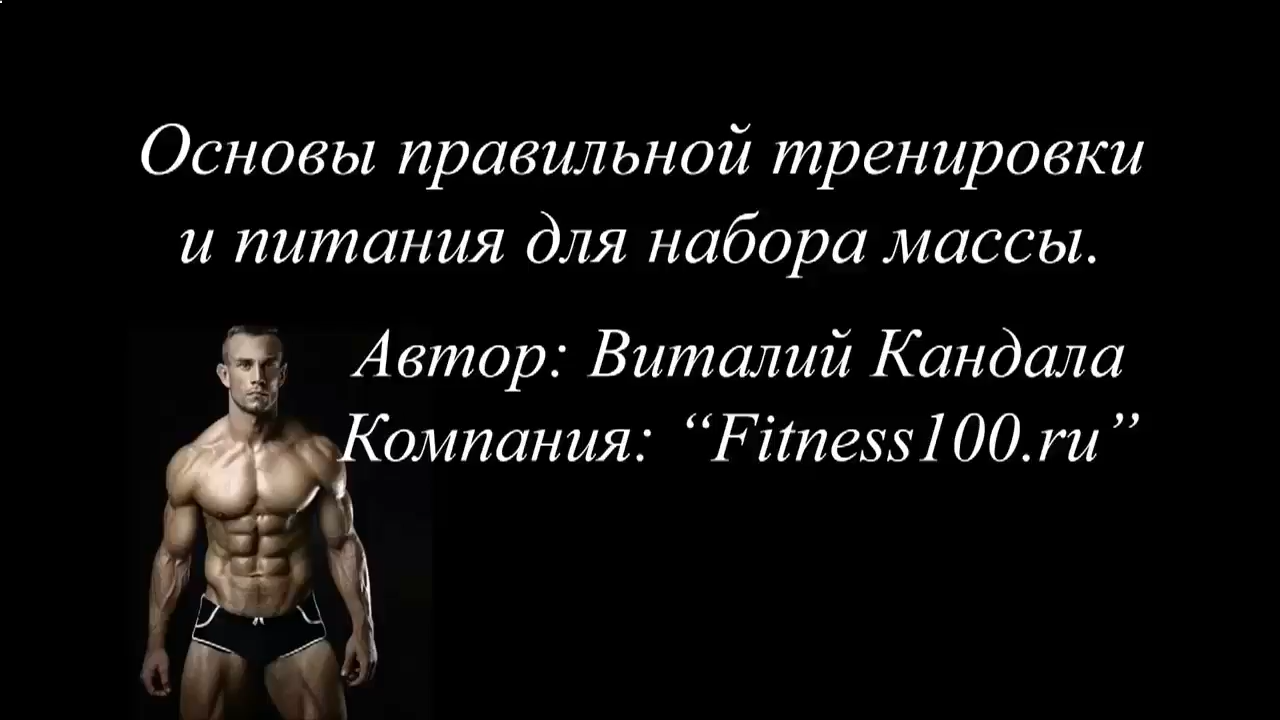 Основы правильной тренировки
и питания для набора массы.
Автор: Виталий Кандала
Компания: “Fitness100.ru”